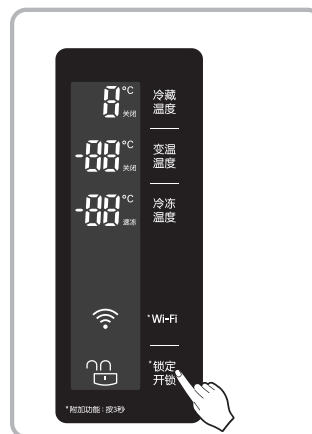 8°C
关闭
冷藏
温度
-88°C
关闭
变温
温度
-88°C
速冻
冷冻
温度
*Wi-Fi
*锁定
开锁
*附加功能：按3秒